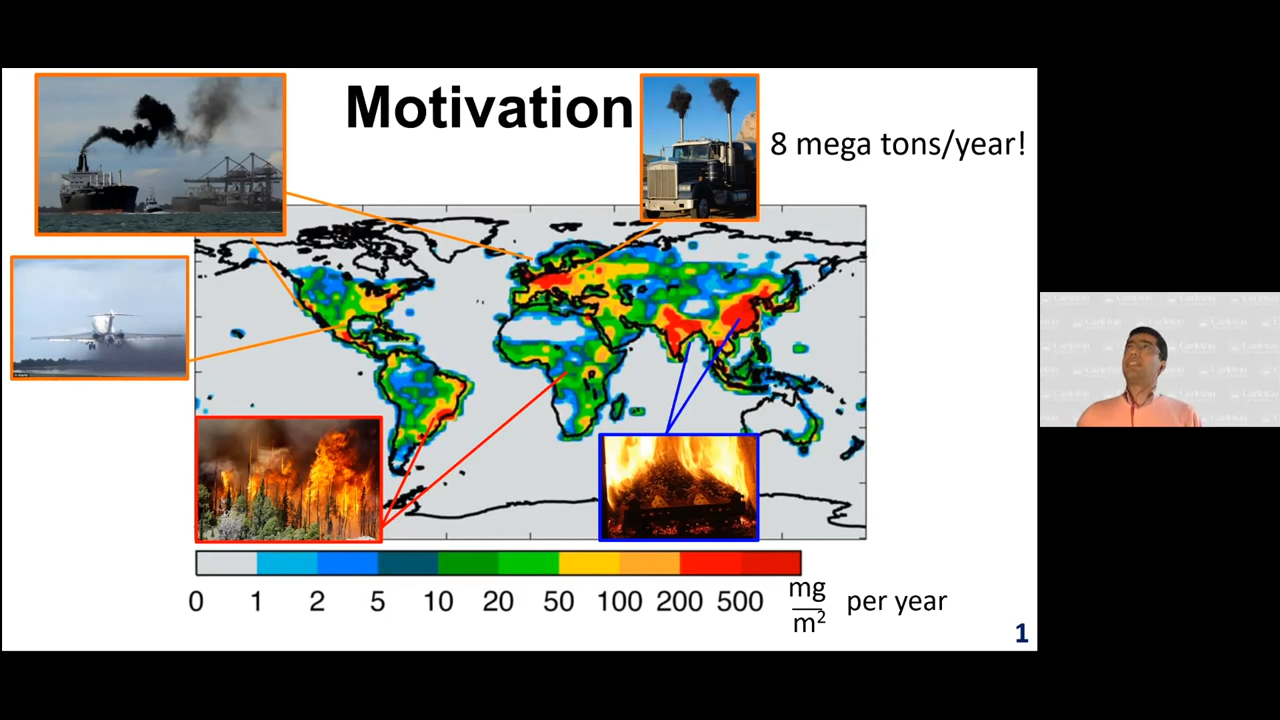 Motivation
8 mega tons/year!
0 1 2 5 10 20 50 100 200 500
mg
m²
per year
1
Carleton